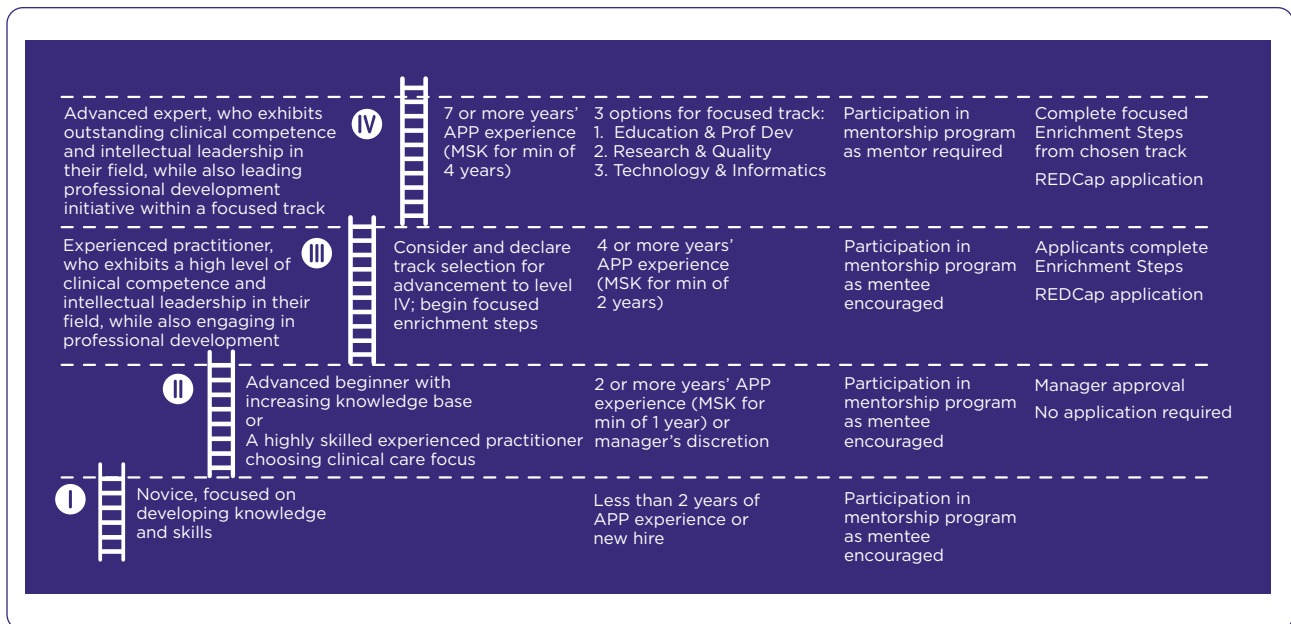 Advanced expert, who exhibits
outstanding clinical competence
and intellectual leadership in
their field, while also leading
professional development
initiative within a focused track
IV
7 or more years’
APP experience
(MSK for min of
4 years)
3 options for focused track:
1. Education & Prof Dev
2. Research & Quality
3. Technology & Informatics
Participation in
mentorship program
as mentor required
Complete focused
Enrichment Steps
from chosen track
REDCap application
Experienced practitioner,
who exhibits a high level of
clinical competence and
intellectual leadership in their
field, while also engaging in
professional development
III
Consider and declare
track selection for
advancement to level
IV; begin focused
enrichment steps
4 or more years’
APP experience
(MSK for min of
2 years)
Participation in
mentorship program
as mentee
encouraged
Applicants complete
Enrichment Steps
REDCap application
II
Advanced beginner with
increasing knowledge base
or
A highly skilled experienced practitioner
choosing clinical care focus
2 or more years’ APP
experience (MSK for
min of 1 year) or
manager’s discretion
Participation in
mentorship program
as mentee
encouraged
Manager approval
No application required
I
Novice, focused on
developing knowledge
and skills
Less than 2 years of
APP experience or
new hire
Participation in
mentorship program
as mentee
encouraged